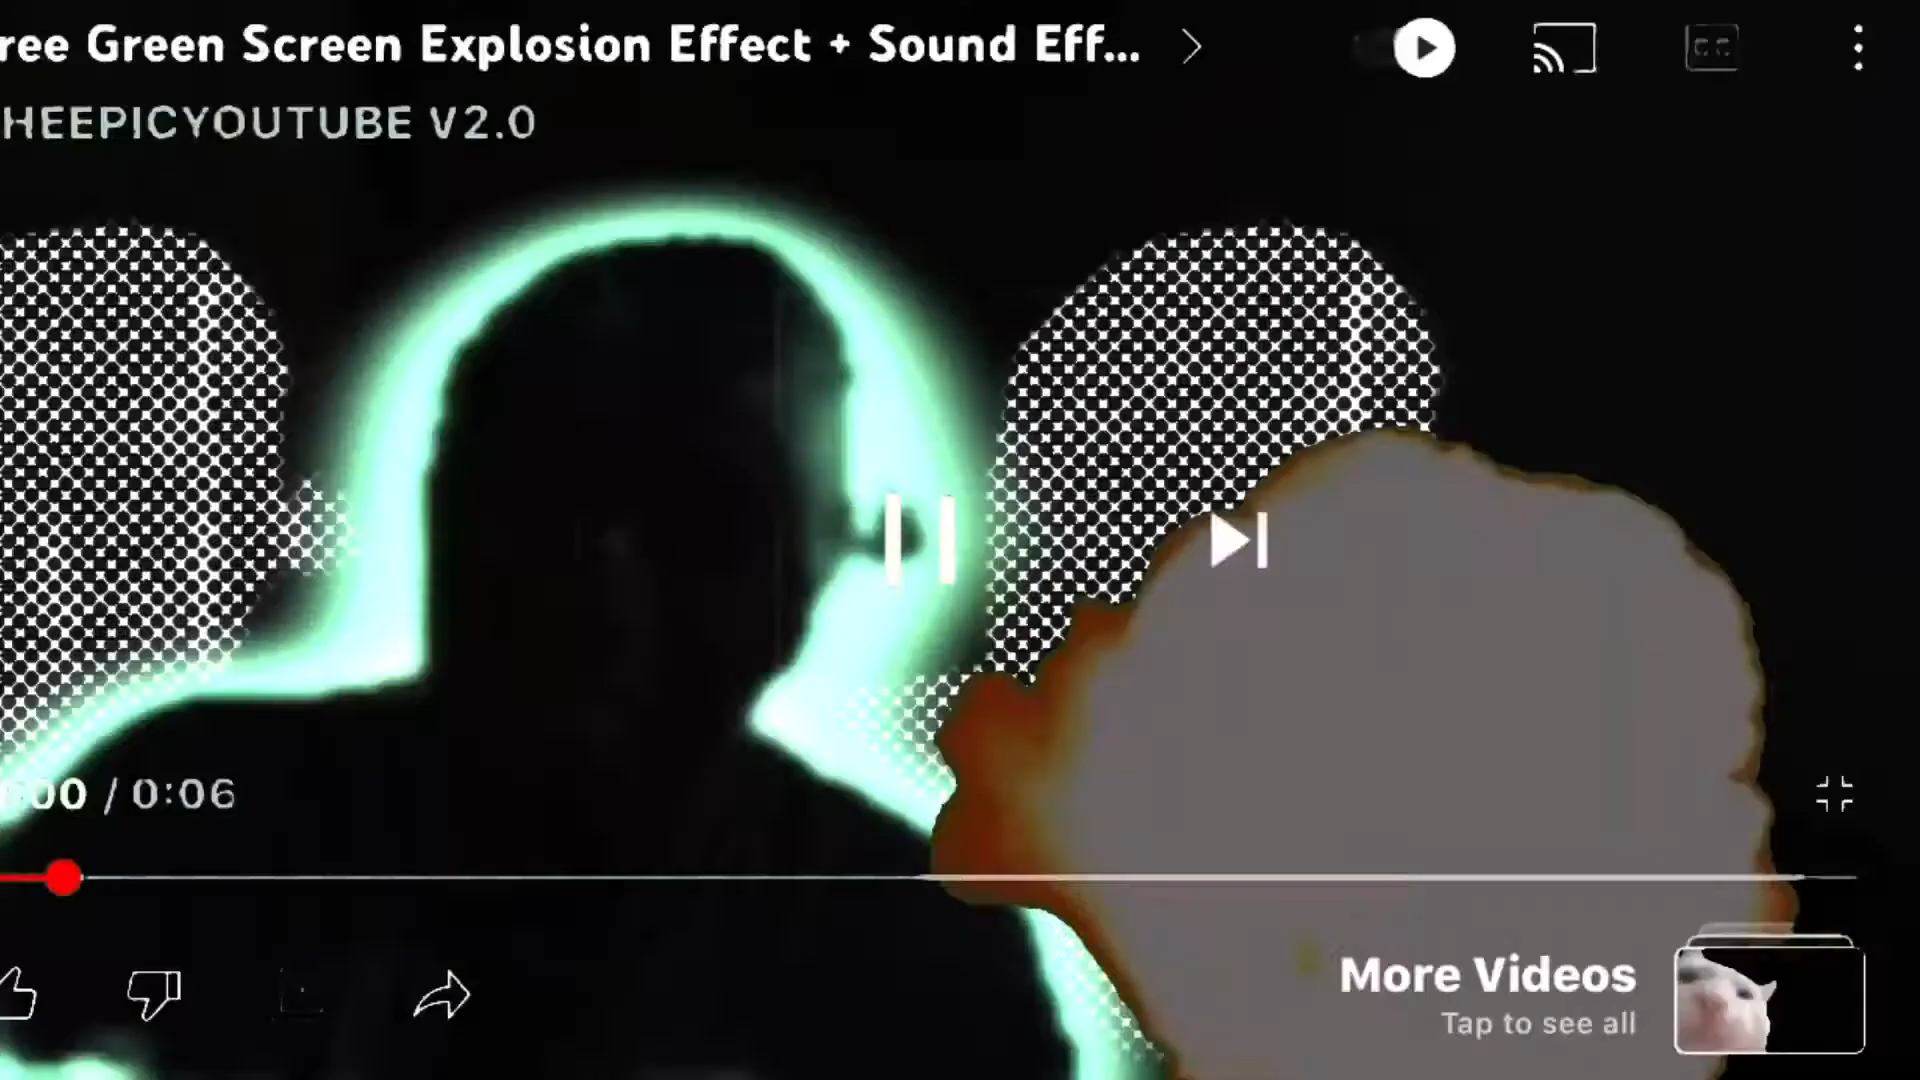 ree Green Screen Explosion Effect + Sound Eff...
CC
HEEPICYOUTUBE V2.0
00 / 0:06
More Videos
Tap to see all